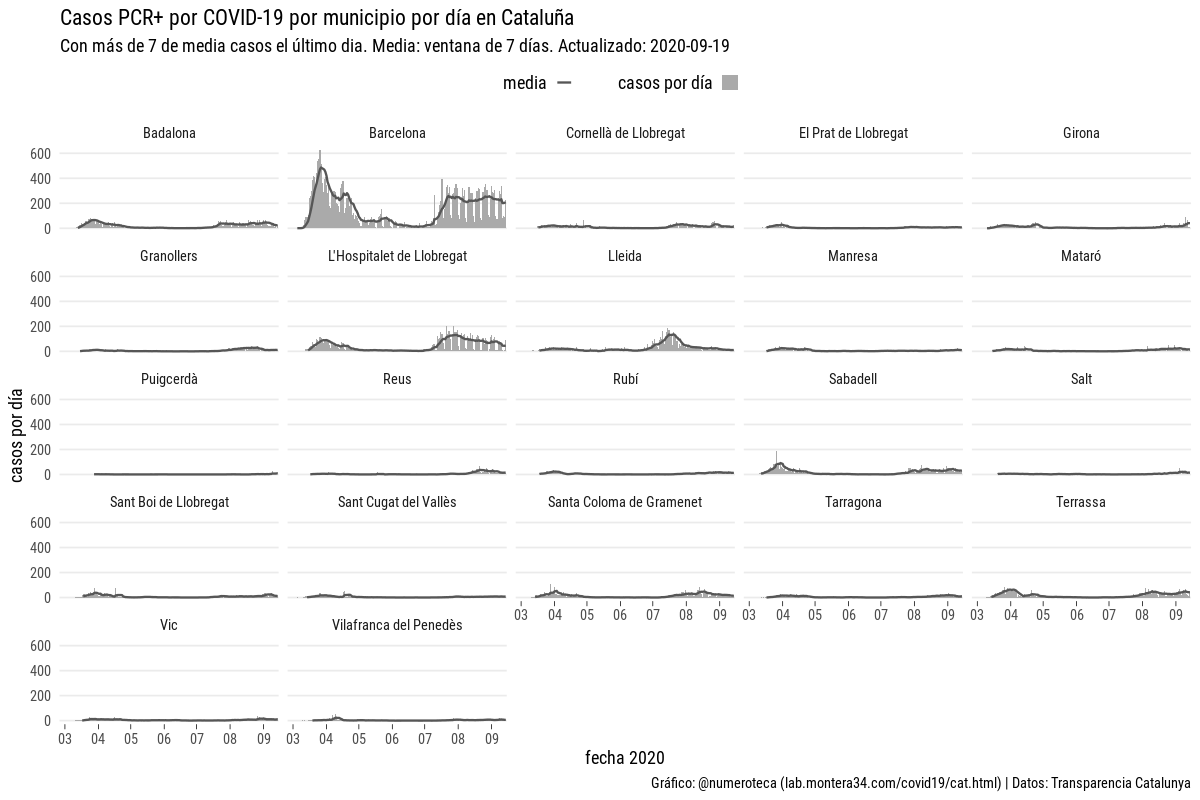 Casos PCR+ por COVID-19 por municipio por día en Cataluña
Con más de 7 de media casos el último dia. Media: ventana de 7 días. Actualizado: 2020-09-19
media casos por día
Badalona Barcelona Cornellà de Llobregat El Prat de Llobregat Girona
600
400
200
0
Granollers L'Hospitalet de Llobregat Lleida Manresa Mataró
600
400
200
0
casos por día
Puigcerdà Reus Rubí Sabadell Salt
600
400
200
0
Sant Boi de Llobregat Sant Cugat del Vallès Santa Coloma de Gramenet Tarragona Terrassa
600
400
200
0
03 04 05 06 07 08 09 03 04 05 06 07 08 09 03 04 05 06 07 08 09
Vic Vilafranca del Penedès
600
400
200
0
03 04 05 06 07 08 09 03 04 05 06 07 08 09
fecha 2020
Gráfico: @numeroteca (lab.montera34.com/covid19/cat.html) | Datos: Transparencia Catalunya